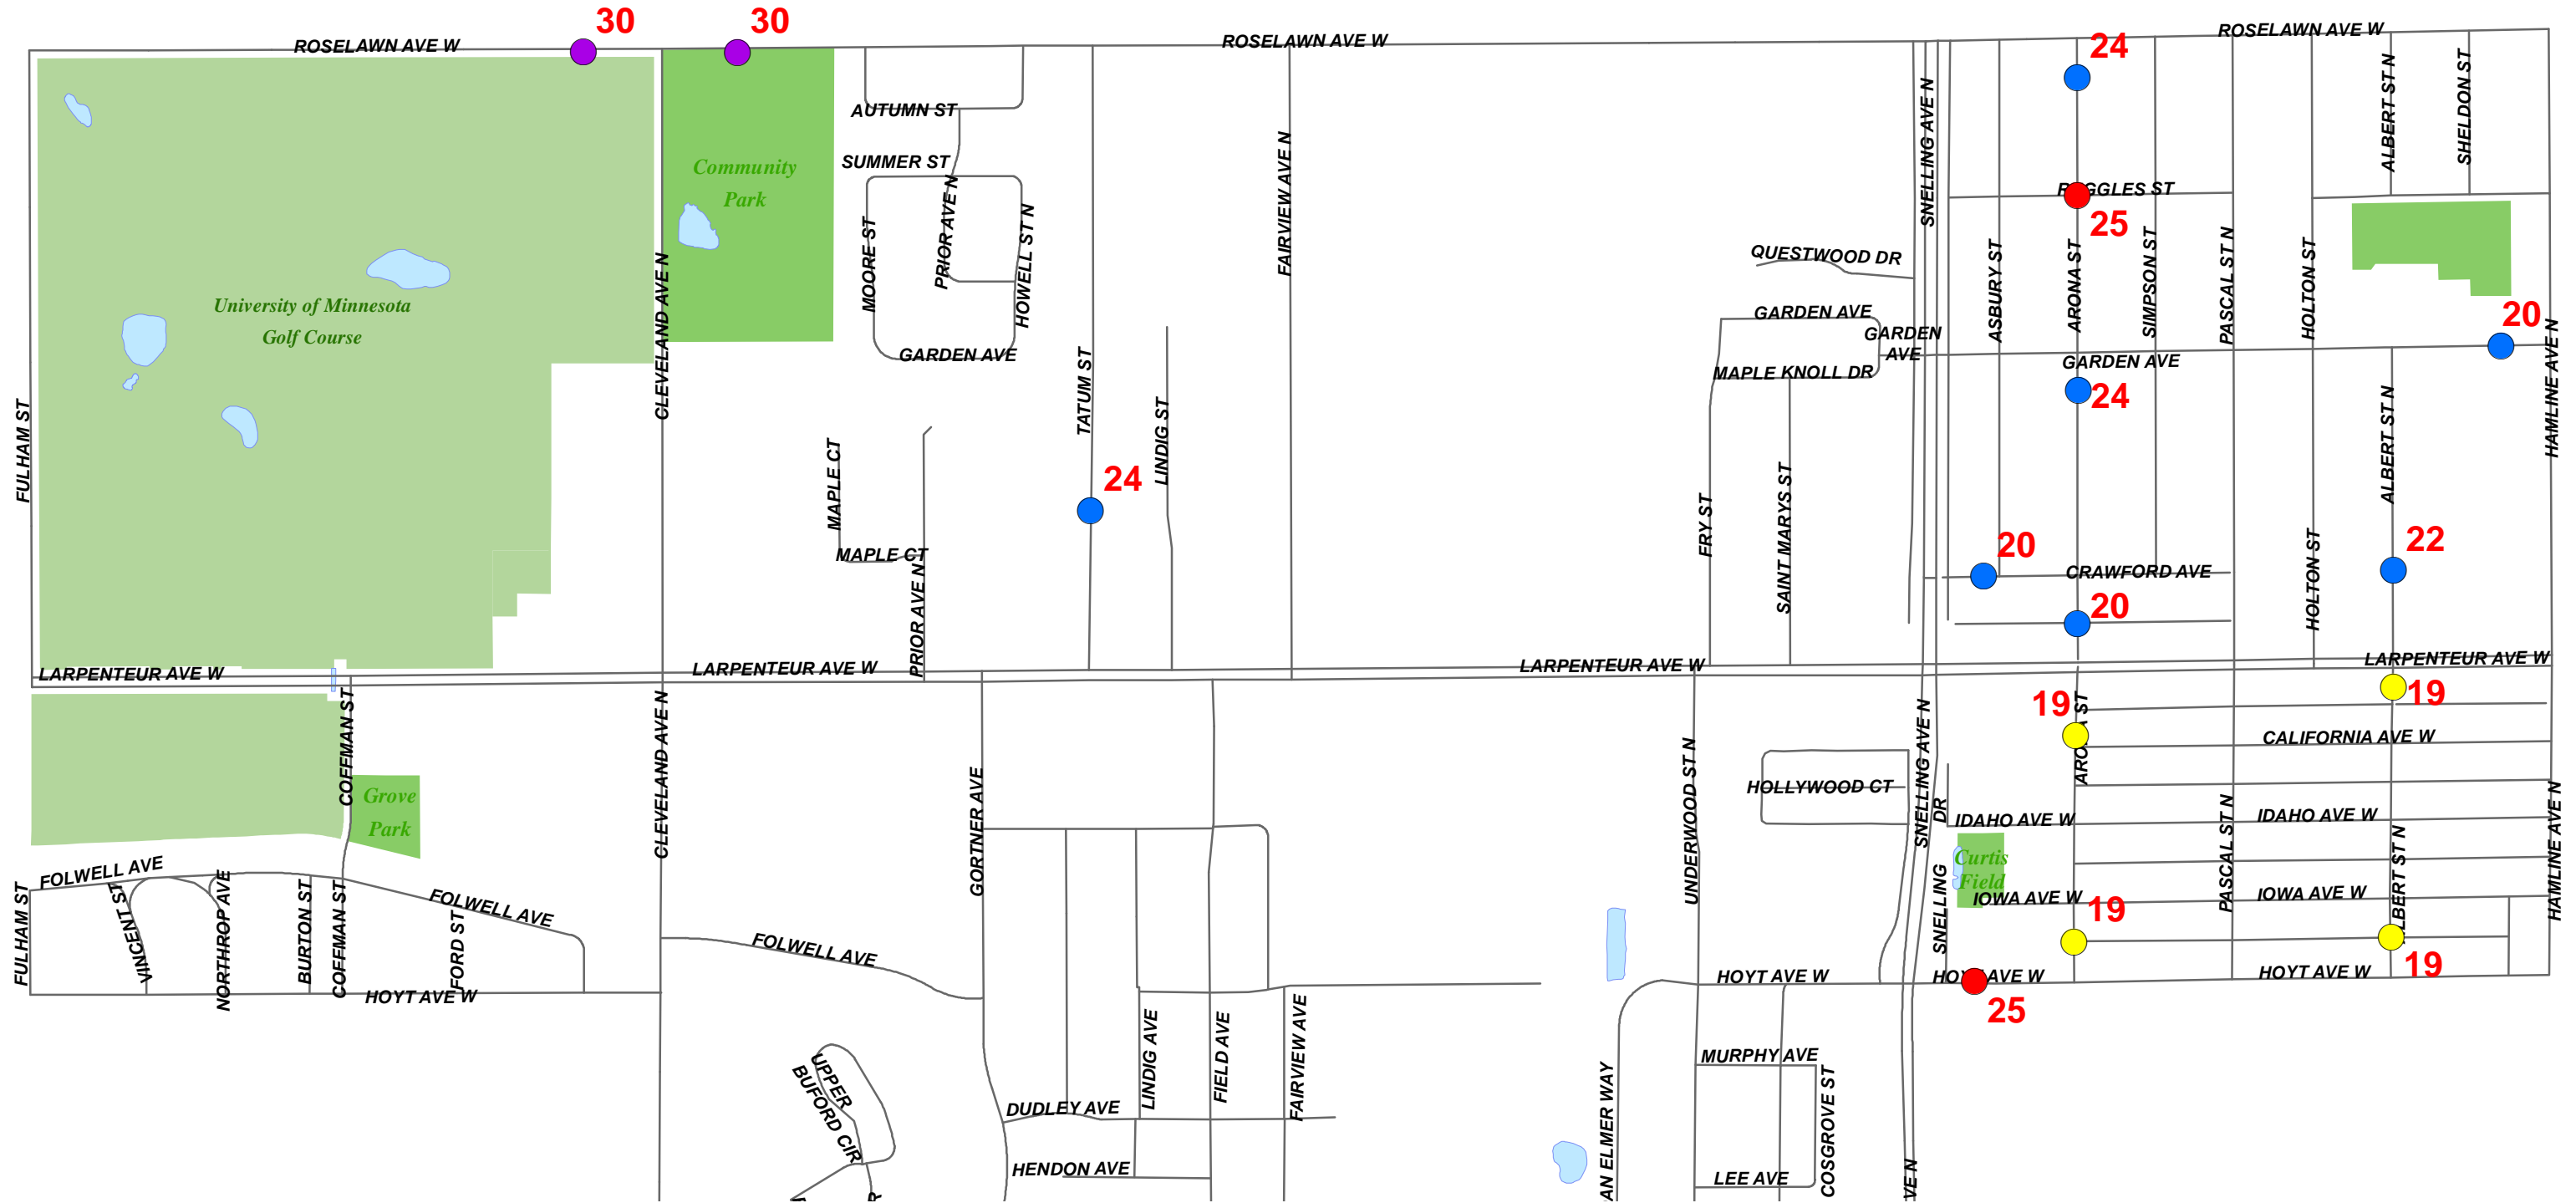 30
30
ROSELAWN AVE W
ROSELAWN AVE W
ROSELAWN AVE W
24
SNELLING AVE N
ALBERT ST N
SHELDON ST
AUTUMN ST
SUMMER ST
Community
Park
PRIOR AVE N
MOORE ST
HOWELL ST N
GARDEN AVE
FAIRVIEW AVE N
CLEVELAND AVE N
University of Minnesota
Golf Course
25
QUESTWOOD DR
GARDEN AVE
GARDEN
AVE
MAPLE KNOLL DR
ASBURY ST
ARONA ST
SIMPSON ST
PASCAL ST N
HOLTON ST
20
GARDEN AVE
24
HAMLINE AVE N
FULHAM ST
TATUM ST
LINDIG ST
24
MAPLE CT
MAPLE CT
PRIOR AVE N
FRY ST
SAINT MARYS ST
20
CRAWFORD AVE
20
ALBERT ST N
22
HOLTON ST
LARPENTEUR AVE W
LARPENTEUR AVE W
LARPENTEUR AVE W
LARPENTEUR AVE W
19
19
COFFMAN ST
Grove
Park
CLEVELAND AVE N
GORTNER AVE
UNDERWOOD ST N
HOLLYWOOD CT
SNELLING AVE N
CALIFORNIA AVE W
SNELLING DR
IDAHO AVE W
IDAHO AVE W
Curtis
Field
IOWA AVE W
IOWA AVE W
PASCAL ST N
HAMLINE AVE N
19
19
FOLWELL AVE
FULHAM ST
VINCENT ST
NORTHROP AVE
BURTON ST
COFFMAN ST
FORD ST
FOLWELL AVE
FOLWELL AVE
HOYT AVE W
HOYT AVE W
HOYT AVE W
25
UPPER
BUFORD CIR
DUDLEY AVE
HENDON AVE
LINDIG AVE
FIELD AVE
FAIRVIEW AVE
AN ELMER WAY
MURPHY AVE
LEE AVE
COSGROVE ST
VE N